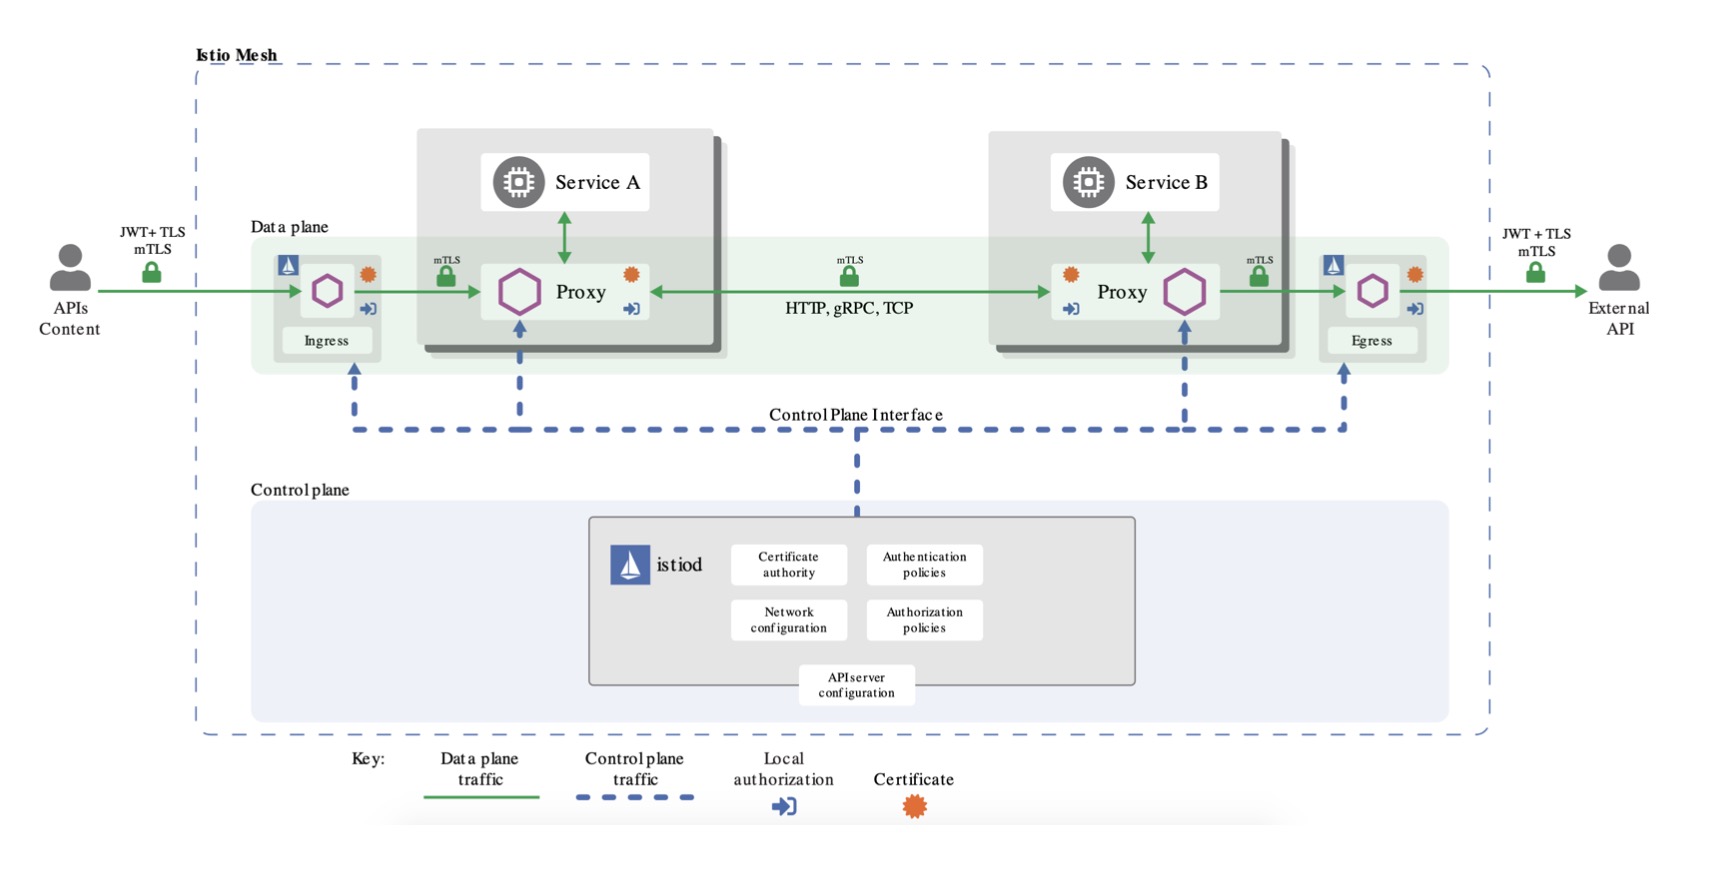 Istio Mesh
Data plane
JWT+ TLS
mTLS
APIs
Content
Ingress
mTLS
Service A
Proxy
mTLS
HTTP, gRPC, TCP
Service B
Proxy
mTLS
Egress
JWT + TLS
mTLS
External
API
Control Plane Interface
Control plane
istiod
Certificate
authority
Authentication
policies
Network
configuration
Authorization
policies
API server
configuration
Key:
Data plane
traffic
Control plane
traffic
Local
authorization
Certificate